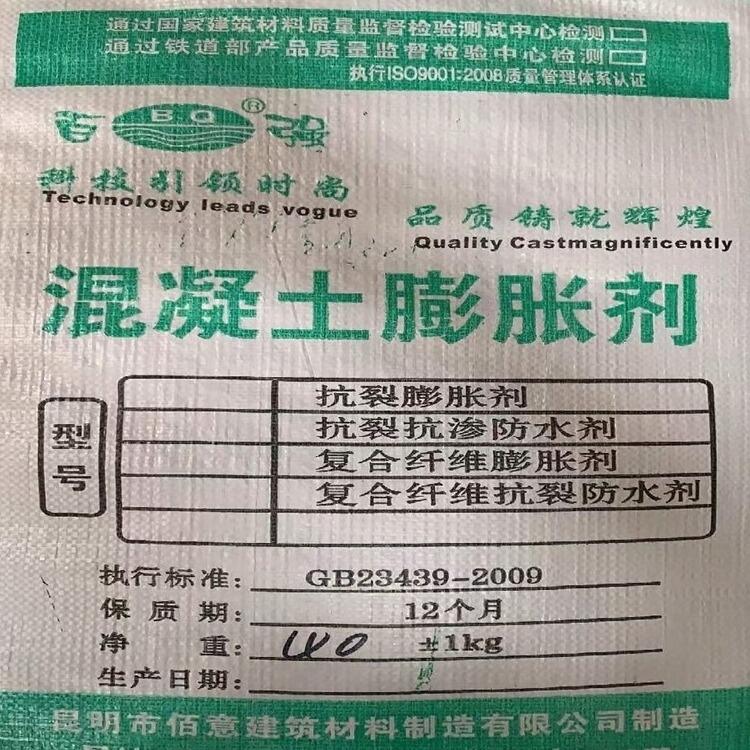 通过国家建筑材料质量监督检验测试中心检测
通过铁道部产品质量监督检验中心检测
执行ISO9001:2008质量管理体系认证
百 BQ® 强
科技引领时尚
Technology leads vogue
品质铸就辉煌
Quality Castmagnificently
混凝土膨胀剂
型号
抗裂膨胀剂
抗裂抗渗防水剂
复合纤维膨胀剂
复合纤维抗裂防水剂
执行标准: GB23439-2009
保质期: 12个月
净重: 40 ±1kg
生产日期:
昆明市佰意建筑材料制造有限公司制造